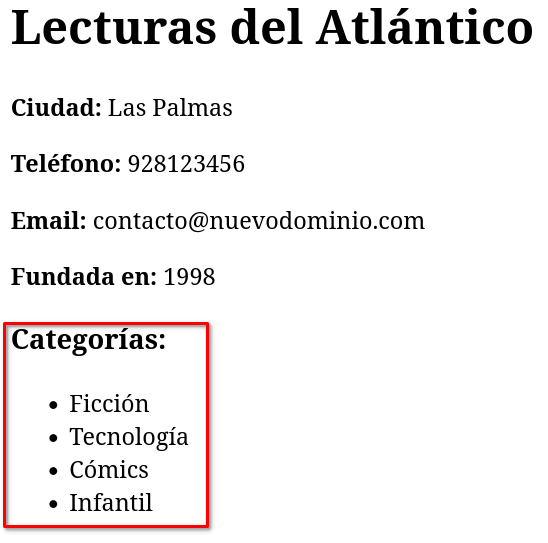 Lecturas del Atlántico
Ciudad: Las Palmas
Teléfono: 928123456
Email: contacto@nuevodominio.com
Fundada en: 1998
Categorías:
• Ficción
• Tecnología
• Cómics
• Infantil